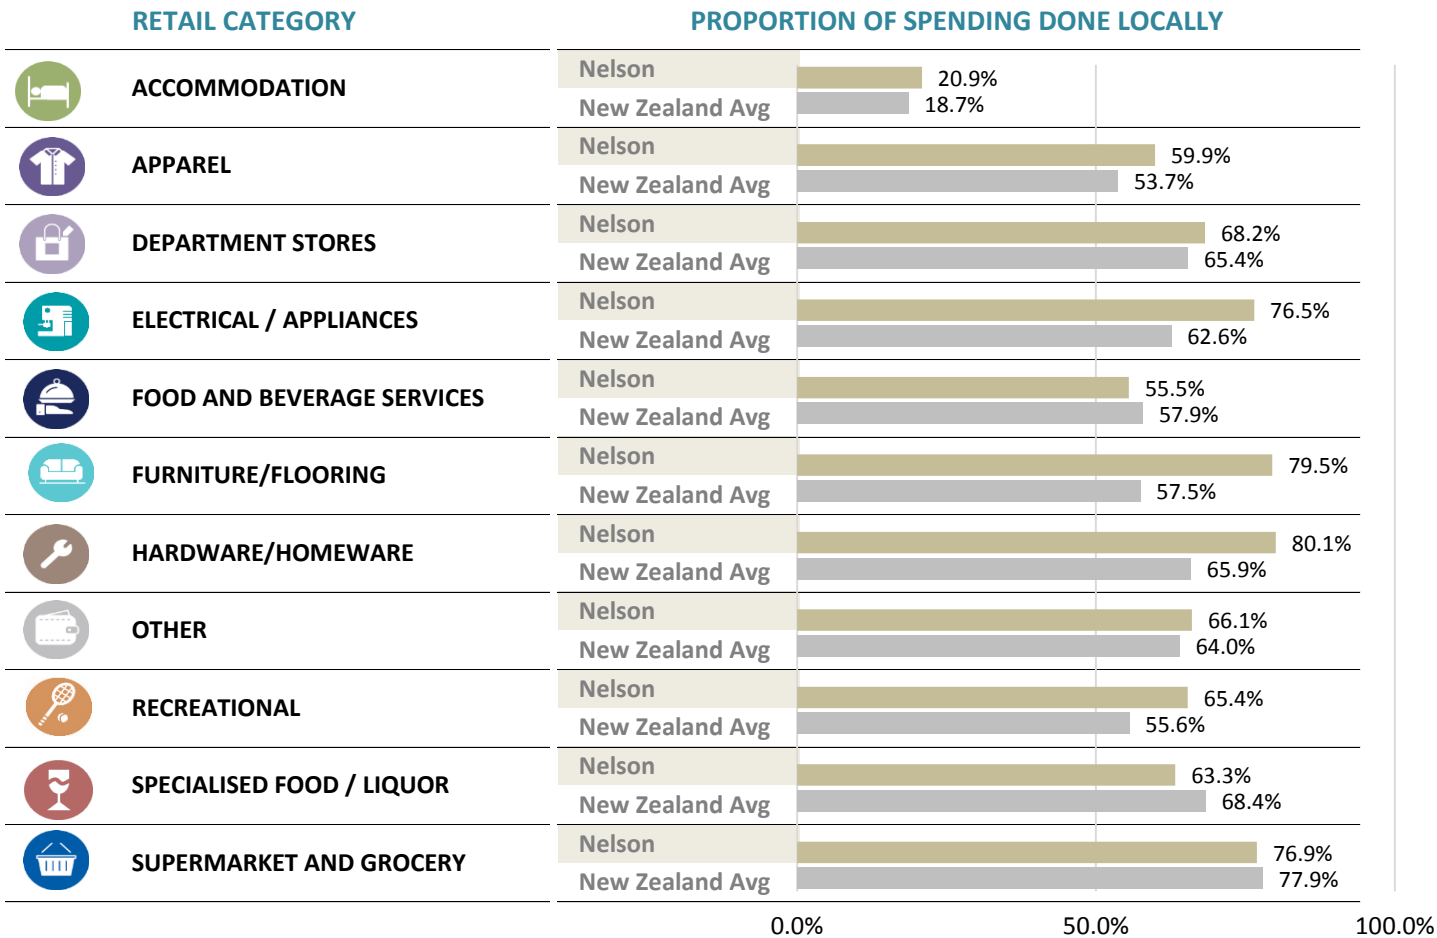 RETAIL CATEGORY PROPORTION OF SPENDING DONE LOCALLY
ACCOMMODATION
Nelson 20.9%
New Zealand Avg 18.7%
APPAREL
Nelson 59.9%
New Zealand Avg 53.7%
DEPARTMENT STORES
Nelson 68.2%
New Zealand Avg 65.4%
ELECTRICAL / APPLIANCES
Nelson 76.5%
New Zealand Avg 62.6%
FOOD AND BEVERAGE SERVICES
Nelson 55.5%
New Zealand Avg 57.9%
FURNITURE/FLOORING
Nelson 79.5%
New Zealand Avg 57.5%
HARDWARE/HOMEWARE
Nelson 80.1%
New Zealand Avg 65.9%
OTHER
Nelson 66.1%
New Zealand Avg 64.0%
RECREATIONAL
Nelson 65.4%
New Zealand Avg 55.6%
SPECIALISED FOOD / LIQUOR
Nelson 63.3%
New Zealand Avg 68.4%
SUPERMARKET AND GROCERY
Nelson 76.9%
New Zealand Avg 77.9%
0.0% 50.0% 100.0%